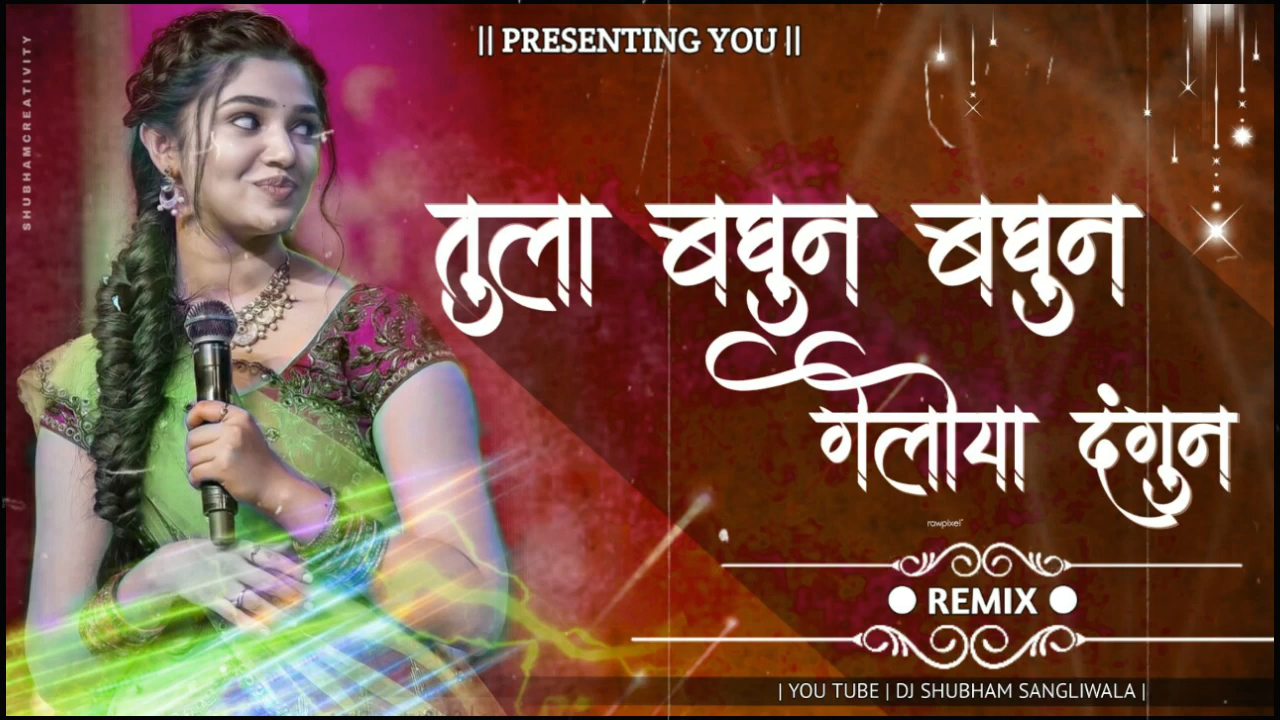 || PRESENTING YOU ||
SHUBHAMCREATIVITY
तुला बघुन बघुन
गेलीया दंगुन
rawpixel
● REMIX ●
| YOU TUBE | DJ SHUBHAM SANGLIWALA |